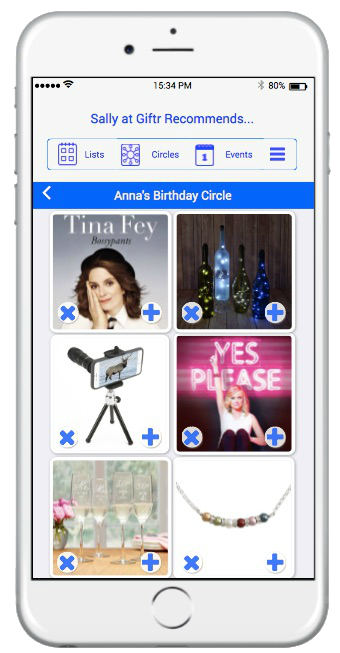 15:34 PM
80%
Sally at Giftr Recommends...
Lists
Circles
1
Events
Anna's Birthday Circle
Tina Fey
Bossypants
YES
PLEASE